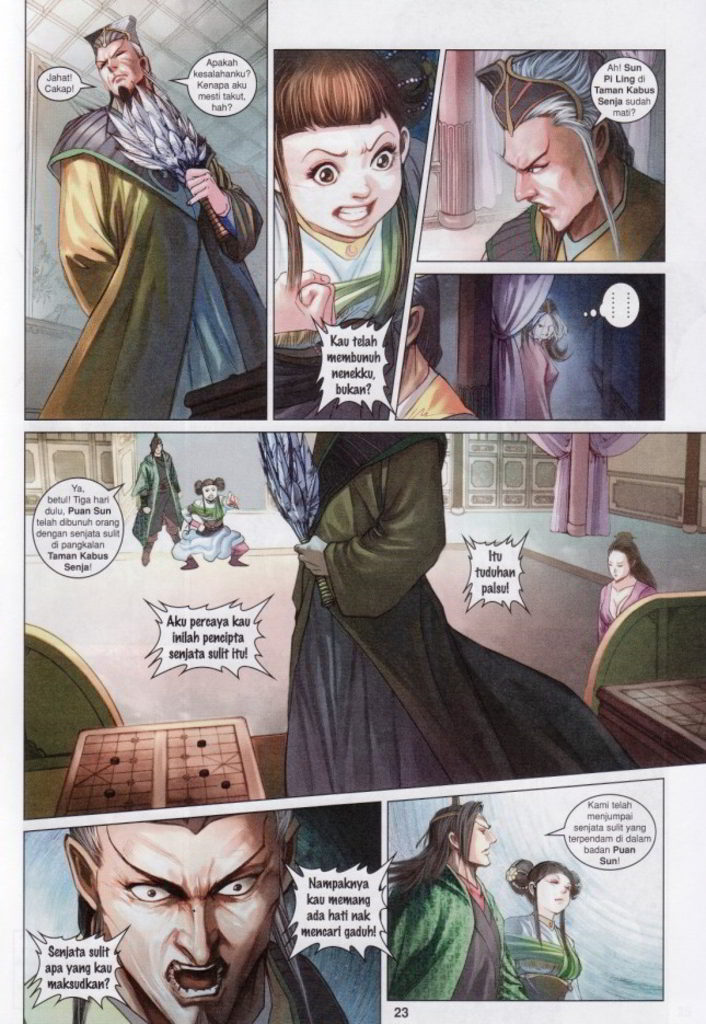 Jahat!
Cakap!
Apakah
kesalahanku?
Kenapa aku
mesti takut,
hah?
Kau telah
membunuh
nenekku,
bukan?
Ah! Sun
Pi Ling di
Taman Kabus
Senja sudah
mati?
Ya,
betul! Tiga hari
dulu, Puan Sun
telah dibunuh orang
dengan senjata sulit
di pangkalan
Taman Kabus
Senja!
Aku percaya kau
inilah pencipta
senjata sulit itu!
Itu
tuduhan
palsu!
Senjata sulit
apa yang kau
maksudkan?
Nampaknya
kau memang
ada hati nak
mencari gaduh!
Kami telah
menjumpai
senjata sulit yang
terpendam di dalam
badan Puan
Sun!
23